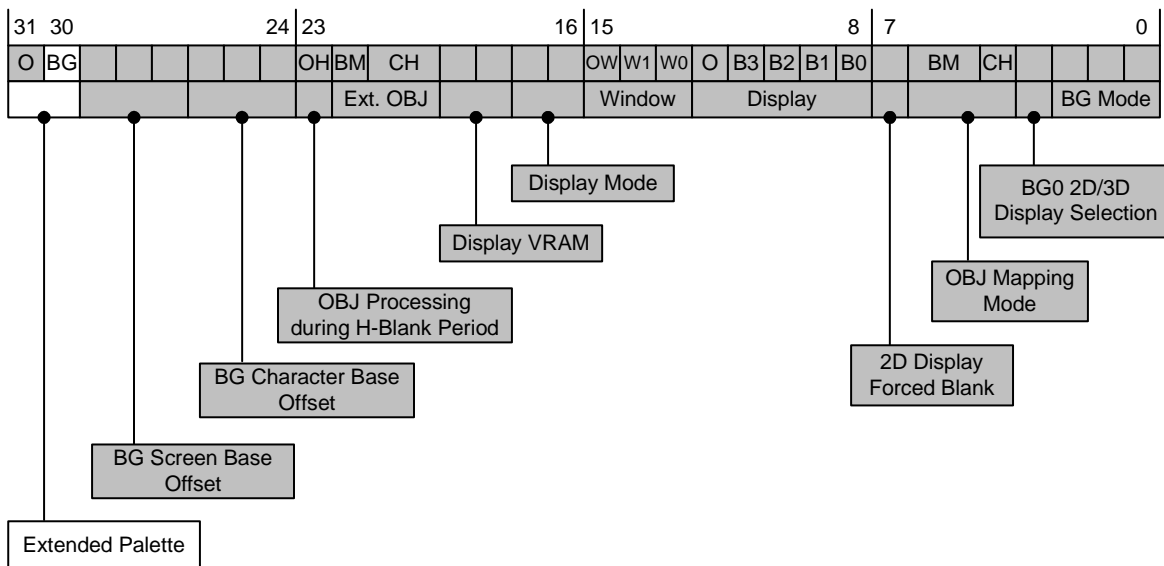 31 30 24 23 16 15 8 7 0
O BG OH BM CH OW W1 W0 O B3 B2 B1 B0 BM CH
Ext. OBJ Window Display BG Mode
Display Mode
BG0 2D/3D
Display Selection
Display VRAM
OBJ Mapping
Mode
OBJ Processing
during H-Blank Period
2D Display
Forced Blank
BG Character Base
Offset
BG Screen Base
Offset
Extended Palette